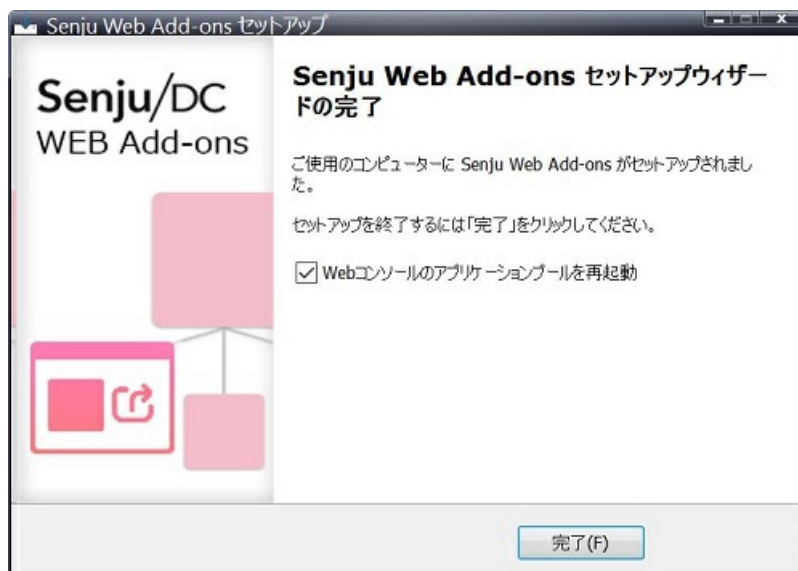 Senju Web Add-ons セットアップ
Senju/DC
WEB Add-ons
Senju Web Add-ons セットアップウィザー
ドの完了
ご使用のコンピューターに Senju Web Add-ons がセットアップされまし
た。
セットアップを終了するには「完了」をクリックしてください。
Webコンソールのアプリケーションプールを再起動
完了(F)